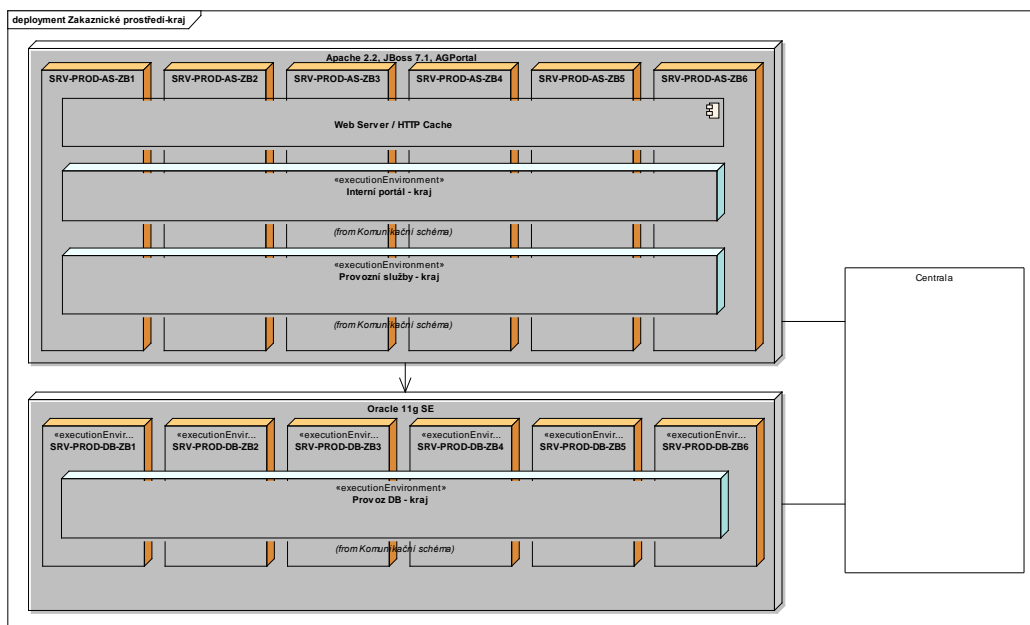 deployment Zakaznické prostředí-kraj
Apache 2.2, JBoss 7.1, AGPortal
SRV-PROD-AS-ZB1 SRV-PROD-AS-ZB2 SRV-PROD-AS-ZB3 SRV-PROD-AS-ZB4 SRV-PROD-AS-ZB5 SRV-PROD-AS-ZB6
Web Server / HTTP Cache
«executionEnvironment»
Interní portál - kraj
(from Komunikační schéma)
«executionEnvironment»
Provozní služby - kraj
(from Komunikační schéma)
Centrala
Oracle 11g SE
«executionEnvir... «executionEnvir... «executionEnvir... «executionEnvir... «executionEnvir... «executionEnvir...
SRV-PROD-DB-ZB1 SRV-PROD-DB-ZB2 SRV-PROD-DB-ZB3 SRV-PROD-DB-ZB4 SRV-PROD-DB-ZB5 SRV-PROD-DB-ZB6
«executionEnvironment»
Provoz DB - kraj
(from Komunikační schéma)